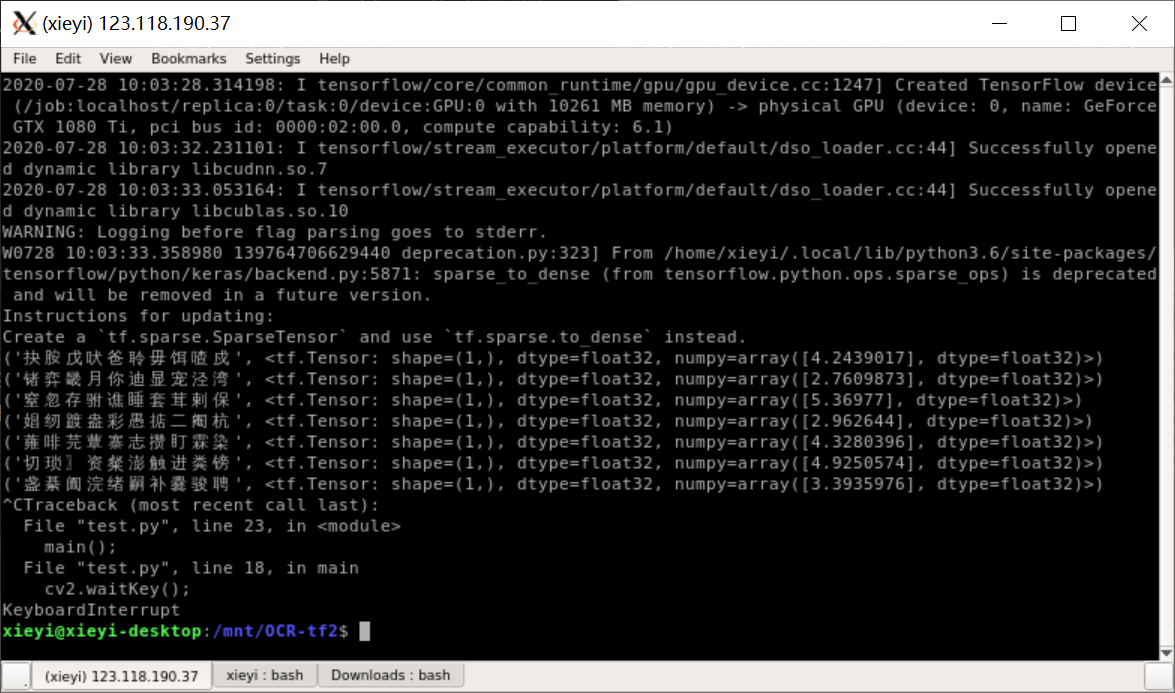 (xieyi) 123.118.190.37
File Edit View Bookmarks Settings Help
2020-07-28 10:03:28.314198: I tensorflow/core/common_runtime/gpu/gpu_device.cc:1247] Created TensorFlow device
(/job:localhost/replica:0/task:0/device:GPU:0 with 10261 MB memory) -> physical GPU (device: 0, name: GeForce
GTX 1080 Ti, pci bus id: 0000:02:00.0, compute capability: 6.1)
2020-07-28 10:03:32.231101: I tensorflow/stream_executor/platform/default/dso_loader.cc:44] Successfully opene
d dynamic library libcudnn.so.7
2020-07-28 10:03:33.053164: I tensorflow/stream_executor/platform/default/dso_loader.cc:44] Successfully opene
d dynamic library libcublas.so.10
WARNING: Logging before flag parsing goes to stderr.
W0728 10:03:33.358980 139764706629440 deprecation.py:323] From /home/xieyi/.local/lib/python3.6/site-packages/
tensorflow/python/keras/backend.py:5871: sparse_to_dense (from tensorflow.python.ops.sparse_ops) is deprecated
and will be removed in a future version.
Instructions for updating:
Create a `tf.sparse.SparseTensor` and use `tf.sparse.to_dense` instead.
('抉胺戊吠爸聆毋饵喳戍', <tf.Tensor: shape=(1,), dtype=float32, numpy=array([4.2439017], dtype=float32)>)
('锗弈畿月你迪显宠泾湾', <tf.Tensor: shape=(1,), dtype=float32, numpy=array([2.7609873], dtype=float32)>)
('窒忽存驸谯睡套茸剌保', <tf.Tensor: shape=(1,), dtype=float32, numpy=array([5.36977], dtype=float32)>)
('娼纫踱盎彩愚掂二阄杭', <tf.Tensor: shape=(1,), dtype=float32, numpy=array([2.962644], dtype=float32)>)
('蕹啡芫蕈寨志攒盯霖染', <tf.Tensor: shape=(1,), dtype=float32, numpy=array([4.3280396], dtype=float32)>)
('切琐〗资粲澎触进粪镑', <tf.Tensor: shape=(1,), dtype=float32, numpy=array([4.9250574], dtype=float32)>)
('盏綦阃浣绪嗣补爨骏聘', <tf.Tensor: shape=(1,), dtype=float32, numpy=array([3.3935976], dtype=float32)>)
^CTraceback (most recent call last):
File "test.py", line 23, in <module>
main();
File "test.py", line 18, in main
cv2.waitKey();
KeyboardInterrupt
xieyi@xieyi-desktop:/mnt/OCR-tf2$
(xieyi) 123.118.190.37 xieyi : bash Downloads : bash